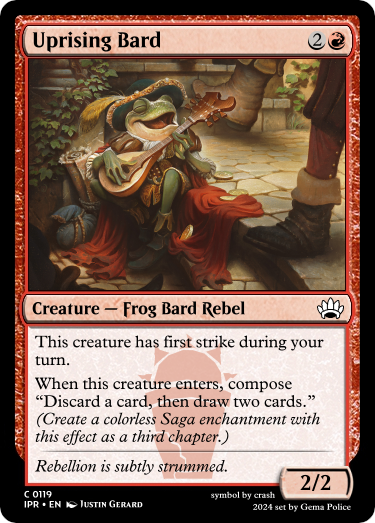 Uprising Bard 2
Creature — Frog Bard Rebel
This creature has first strike during your
turn.
When this creature enters, compose
“Discard a card, then draw two cards.”
(Create a colorless Saga enchantment with
this effect as a third chapter.)
Rebellion is subtly strummed.
2/2
C 0119
IPR • EN Justin Gerard
symbol by crash
2024 set by Gema Police